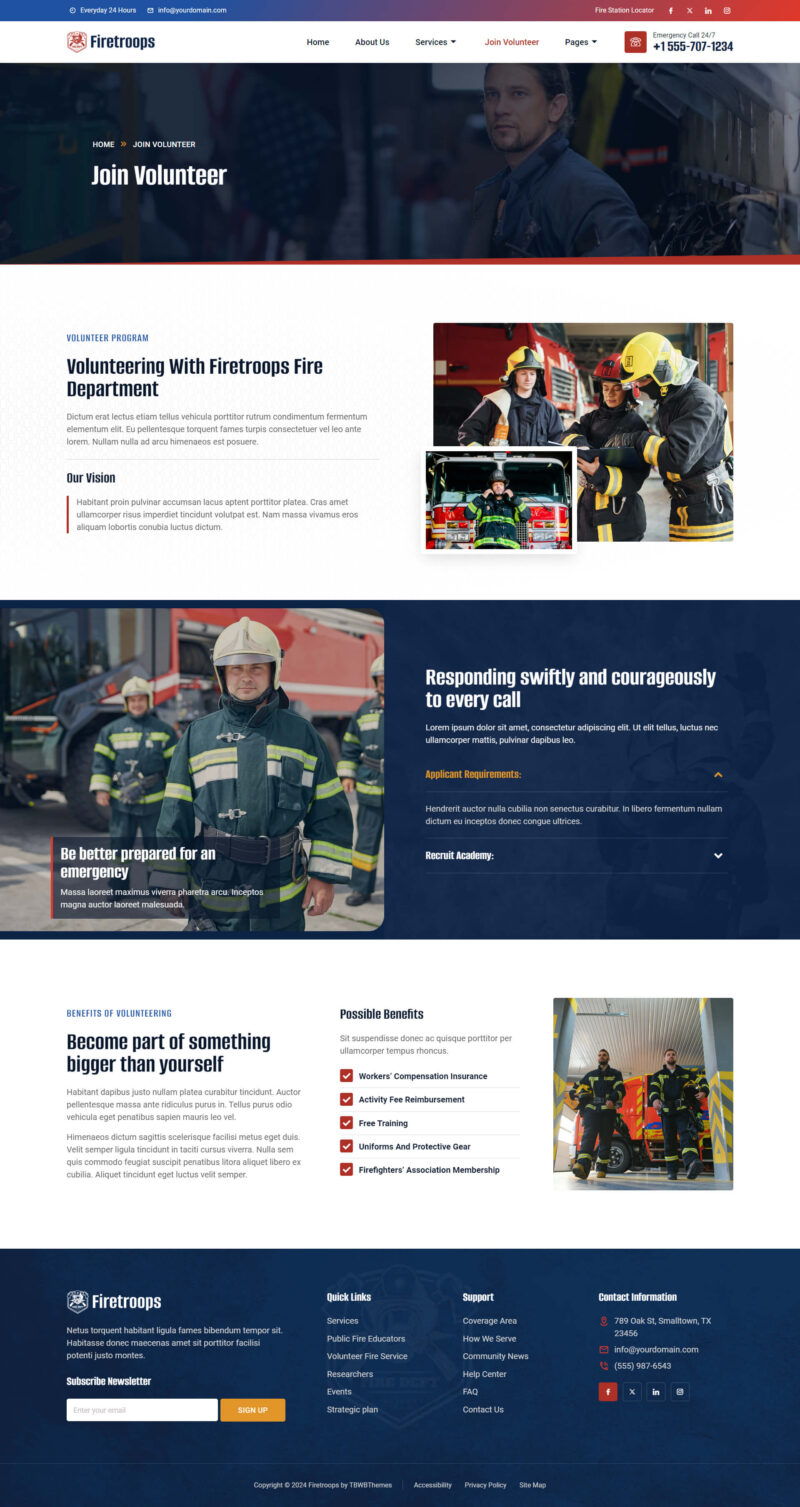 Everyday 24 Hours info@yourdomain.com Fire Station Locator
Firetroops Home About Us Services Join Volunteer Pages
Emergency Call 24/7
+1 555-707-1234
HOME JOIN VOLUNTEER
Join Volunteer
VOLUNTEER PROGRAM
Volunteering With Firetroops Fire
Department
Dictum erat lectus etiam tellus vehicula porttitor rutrum condimentum fermentum
elementum elit. Eu pellentesque torquent fames turpis consectetuer vel leo ante
lorem. Nullam nulla ad arcu himenaeos est posuere.
Our Vision
Habitant proin pulvinar accumsan lacus aptent porttitor platea. Cras amet
ullamcorper risus imperdiet tincidunt volutpat est. Nam massa vivamus eros
aliquam lobortis conubia luctus dictum.
Be better prepared for an
emergency
Massa laoreet maximus viverra pharetra arcu. Inceptos
magna auctor laoreet malesuada.
Responding swiftly and courageously
to every call
Lorem ipsum dolor sit amet, consectetur adipiscing elit. Ut elit tellus, luctus nec
ullamcorper mattis, pulvinar dapibus leo.
Applicant Requirements:
Hendrerit auctor nulla cubilia non senectus curabitur. In libero fermentum nullam
dictum eu inceptos donec congue ultrices.
Recruit Academy:
BENEFITS OF VOLUNTEERING
Become part of something
bigger than yourself
Habitant dapibus justo nullam platea curabitur tincidunt. Auctor
pellentesque massa ante ridiculus purus in. Tellus purus odio
vehicula eget penatibus sapien mauris leo vel.
Himenaeos dictum sagittis scelerisque facilisi metus eget duis.
Velit semper ligula tincidunt in taciti cursus viverra. Nulla sem
quis commodo feugiat suscipit penatibus litora aliquet libero ex
cubilia. Aliquet tincidunt eget luctus velit semper.
Possible Benefits
Sit suspendisse donec ac quisque porttitor per
ullamcorper tempus rhoncus.
Workers' Compensation Insurance
Activity Fee Reimbursement
Free Training
Uniforms And Protective Gear
Firefighters' Association Membership
Firetroops
Netus torquent habitant ligula fames bibendum tempor sit.
Habitasse donec maecenas amet sit porttitor facilisi
potenti justo montes.
Subscribe Newsletter
Enter your email
SIGN UP
Quick Links
Services
Public Fire Educators
Volunteer Fire Service
Researchers
Events
Strategic plan
Support
Coverage Area
How We Serve
Community News
Help Center
FAQ
Contact Us
Contact Information
789 Oak St, Smalltown, TX
23456
info@yourdomain.com
(555) 987-6543
Copyright © 2024 Firetroops by TBWBThemes Accessibility Privacy Policy Site Map